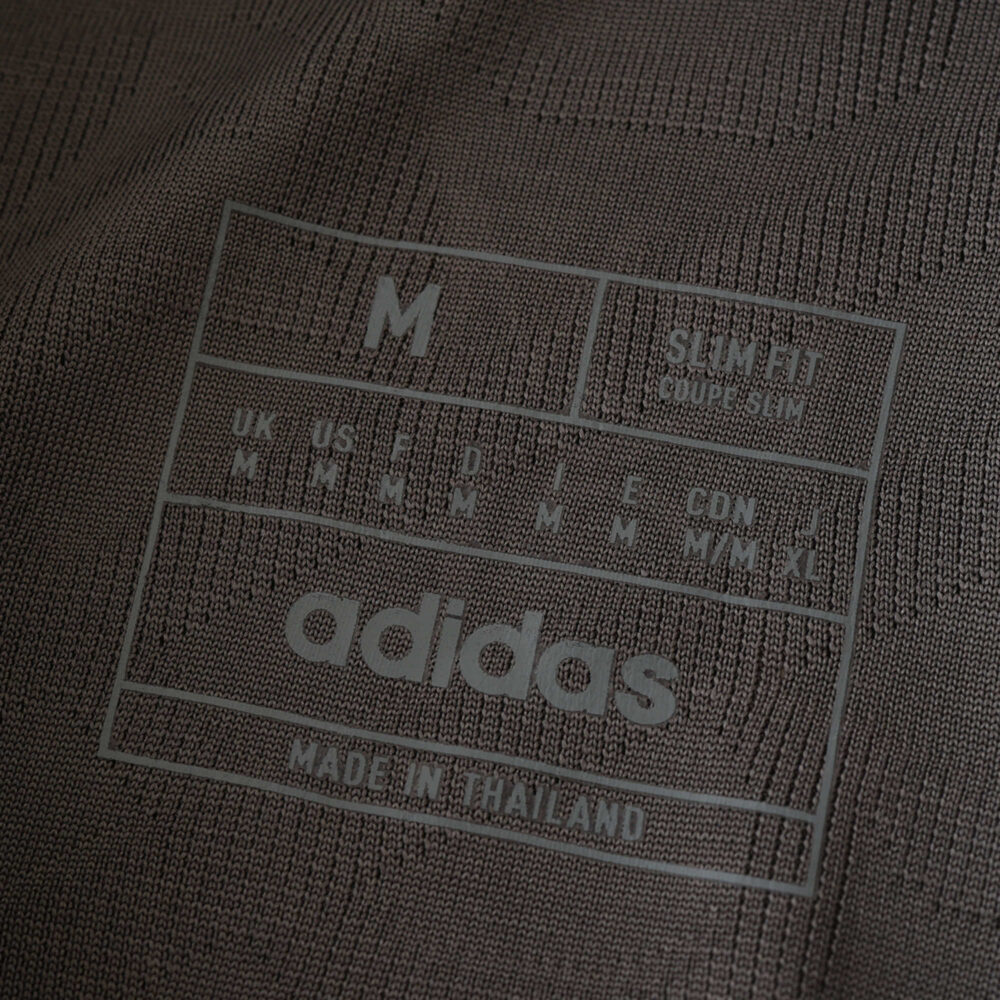 M
SLIM FIT
COUPE SLIM
UK US F D I E CDN J
M M M M M M M/M XL
adidas
MADE IN THAILAND